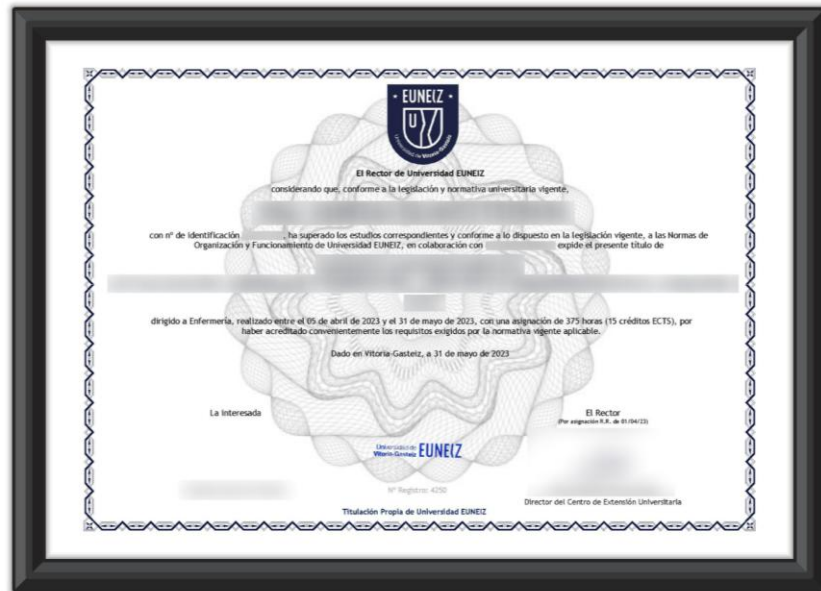 EUNEIZ
Universidad de Vitoria-Gasteiz
El Rector de Universidad EUNEIZ
considerando que, conforme a la legislación y normativa universitaria vigente,
con nº de identificación , ha superado los estudios correspondientes y conforme a lo dispuesto en la legislación vigente, a las Normas de
Organización y Funcionamiento de Universidad EUNEIZ, en colaboración con expide el presente título de
dirigido a Enfermería, realizado entre el 05 de abril de 2023 y el 31 de mayo de 2023, con una asignación de 375 horas (15 créditos ECTS), por
haber acreditado convenientemente los requisitos exigidos por la normativa vigente aplicable.
Dado en Vitoria-Gasteiz, a 31 de mayo de 2023
La interesada
El Rector
(Por asignación R.R. de 01/04/22)
Universidad de
Vitoria-Gasteiz EUNEIZ
Nº Registro: 4250
Director del Centro de Extensión Universitaria
Titulación Propia de Universidad EUNEIZ